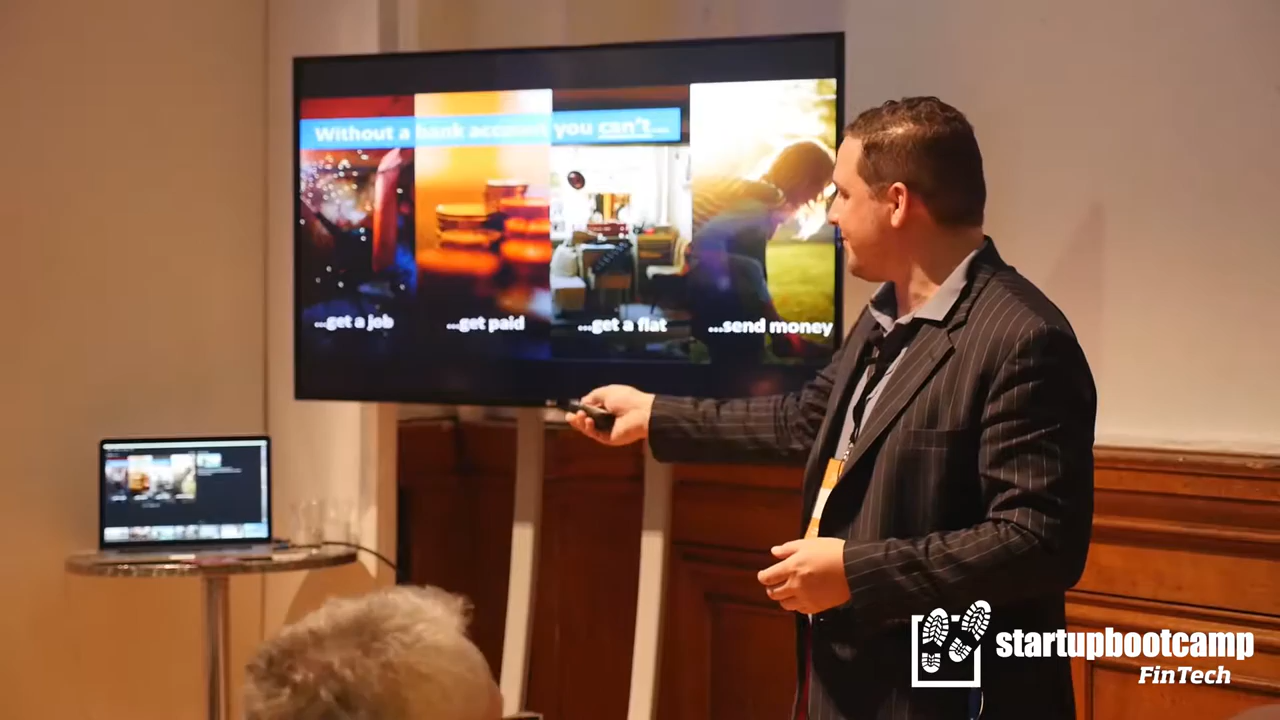 Without a bank account you can't...
...get a job
...get paid
...get a flat
...send money
startupbootcamp
FinTech